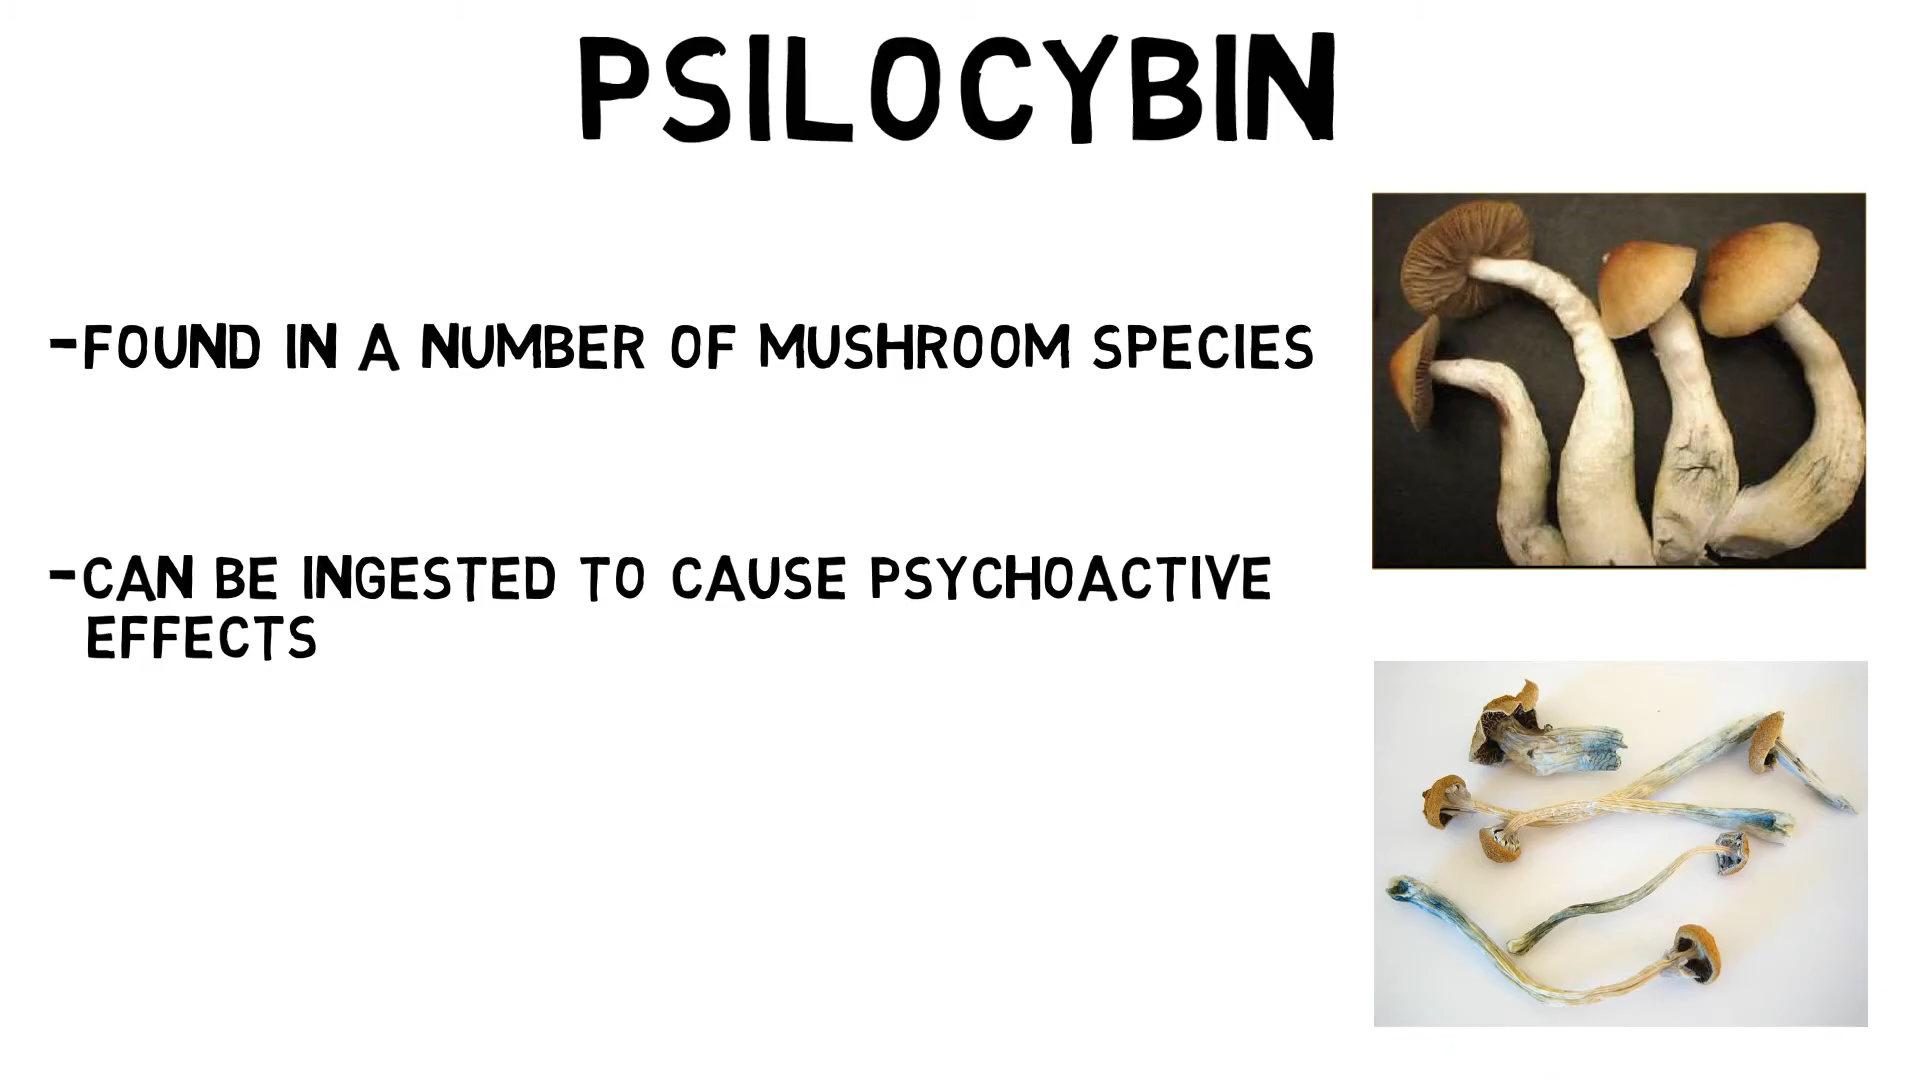 PSILOCYBIN
-FOUND IN A NUMBER OF MUSHROOM SPECIES
-CAN BE INGESTED TO CAUSE PSYCHOACTIVE
EFFECTS